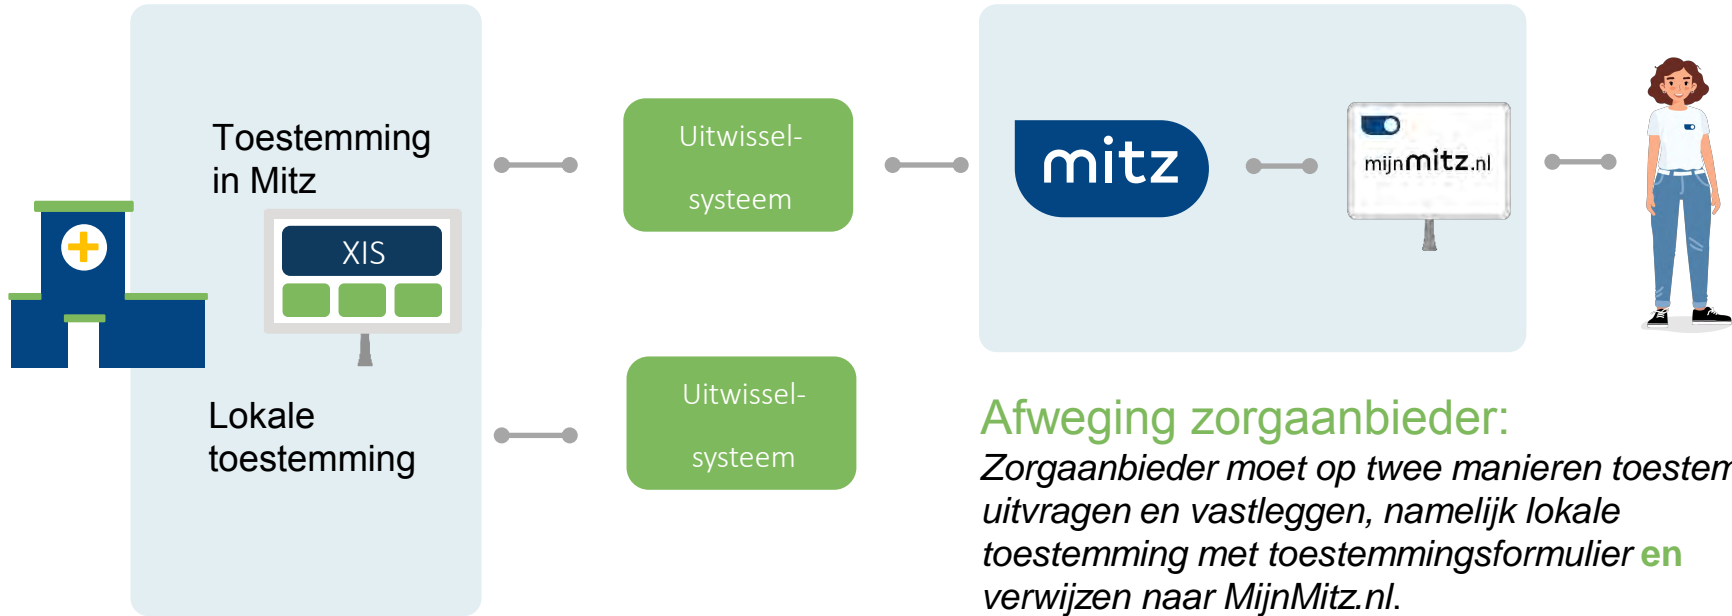 Toestemming
in Mitz
XIS
Lokale
toestemming
Uitwissel-
systeem
Uitwissel-
systeem
mitz
mijnmitz.nl
Afweging zorgaanbieder:
Zorgaanbieder moet op twee manieren toestem
uitvragen en vastleggen, namelijk lokale
toestemming met toestemmingsformulier en
verwijzen naar MijnMitz.nl.